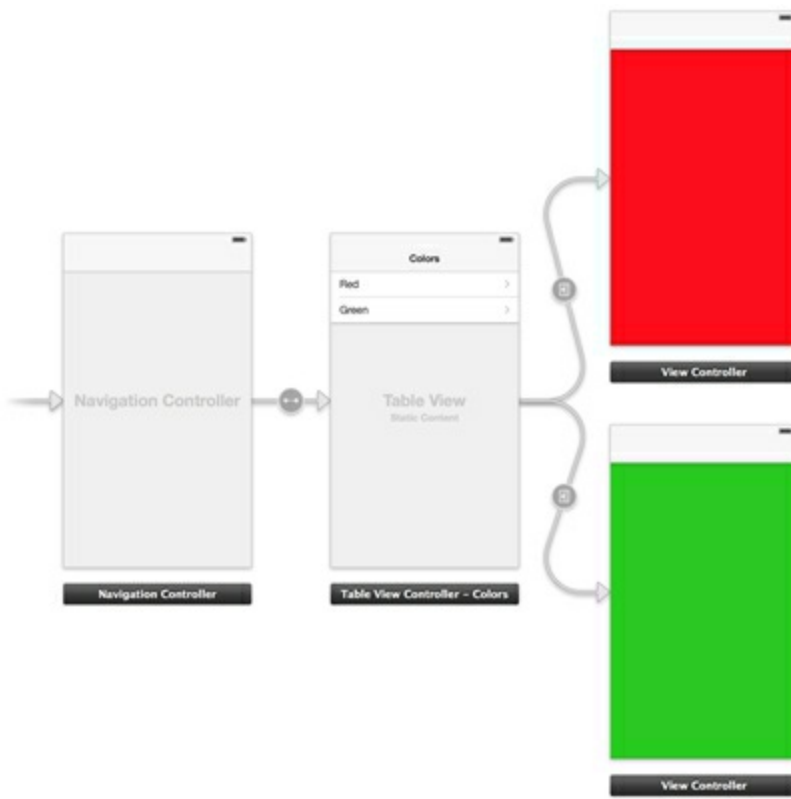 Colors
Red
Green
Navigation Controller
Table View
Static Content
View Controller
Navigation Controller
Table View Controller - Colors
View Controller